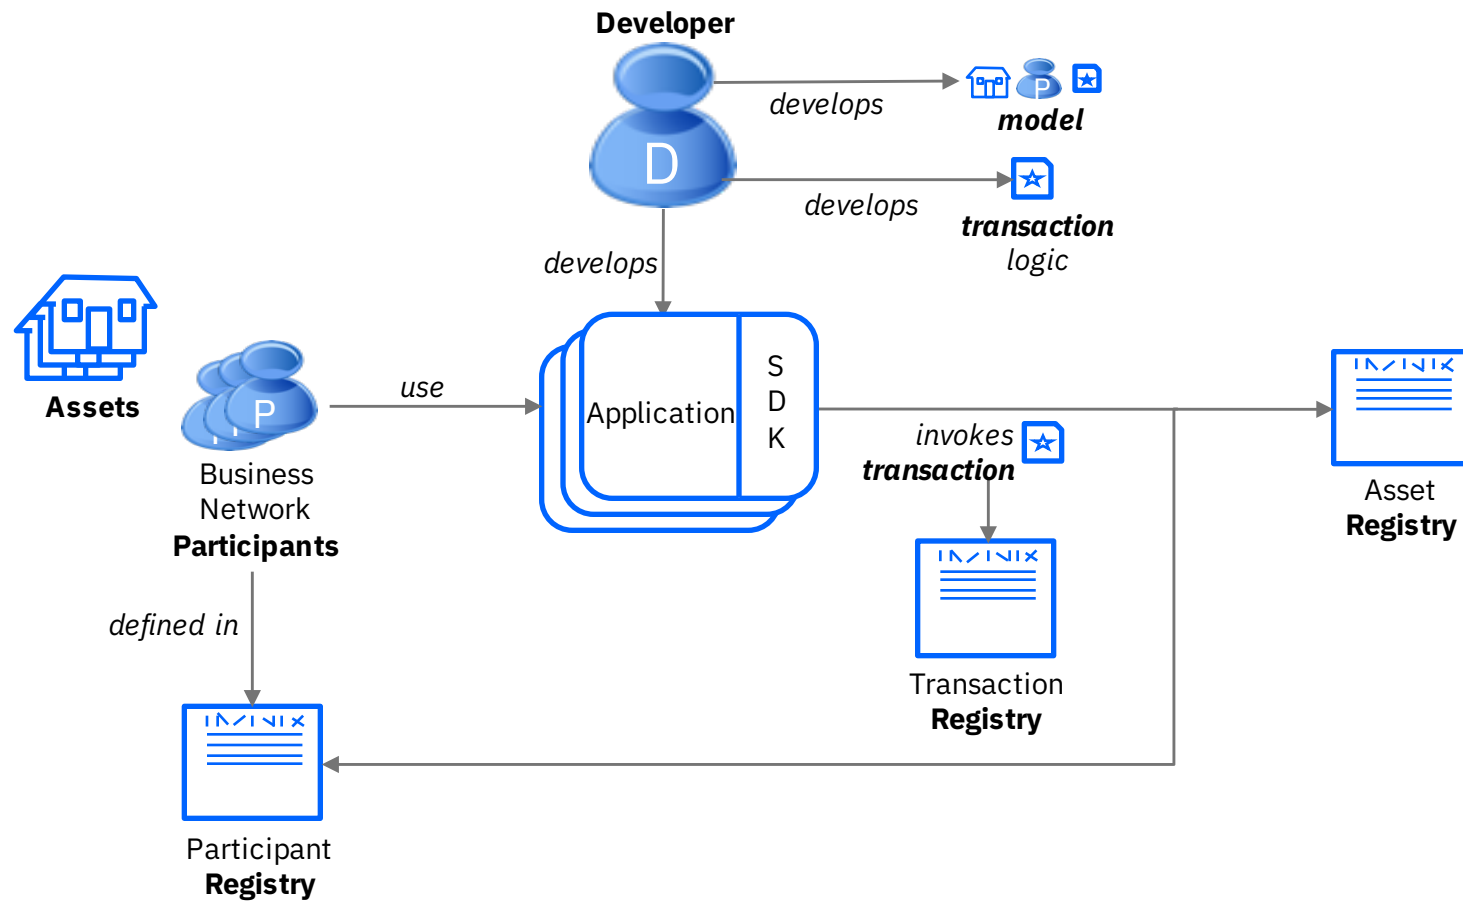 Developer
D
develops
P
model
develops
transaction
logic
develops
Assets
P
Business
Network
Participants
use
Application
S
D
K
invokes
transaction
Asset
Registry
defined in
Transaction
Registry
Participant
Registry